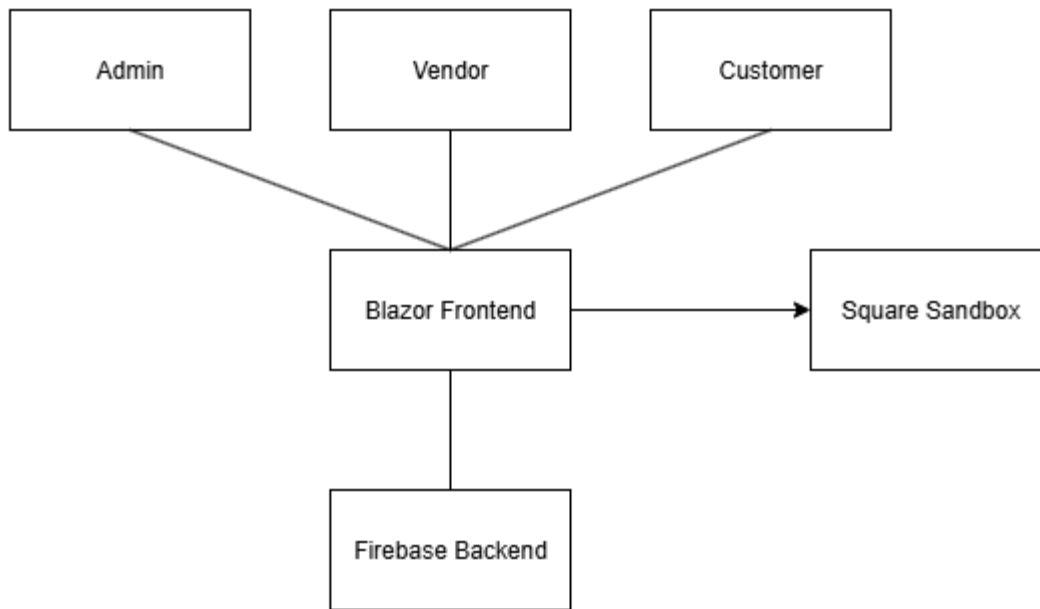 Admin
Vendor
Customer
Blazor Frontend
Square Sandbox
Firebase Backend